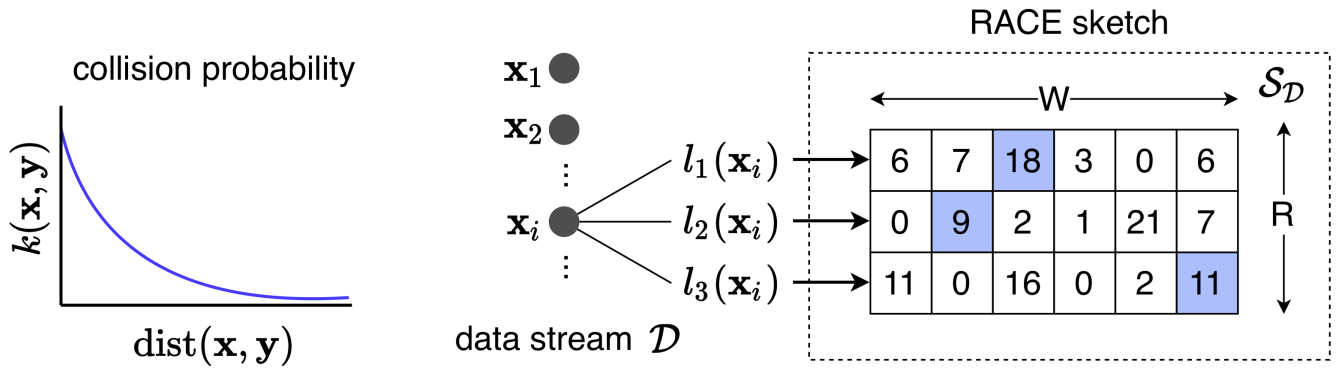 collision probability
k(x, y)
dist(x, y)
x₁
x₂
⋮
xᵢ
⋮
data stream 𝒟
l₁(xᵢ)
l₂(xᵢ)
l₃(xᵢ)
RACE sketch
W
𝒮_𝒟
R
6 7 18 3 0 6
0 9 2 1 21 7
11 0 16 0 2 11